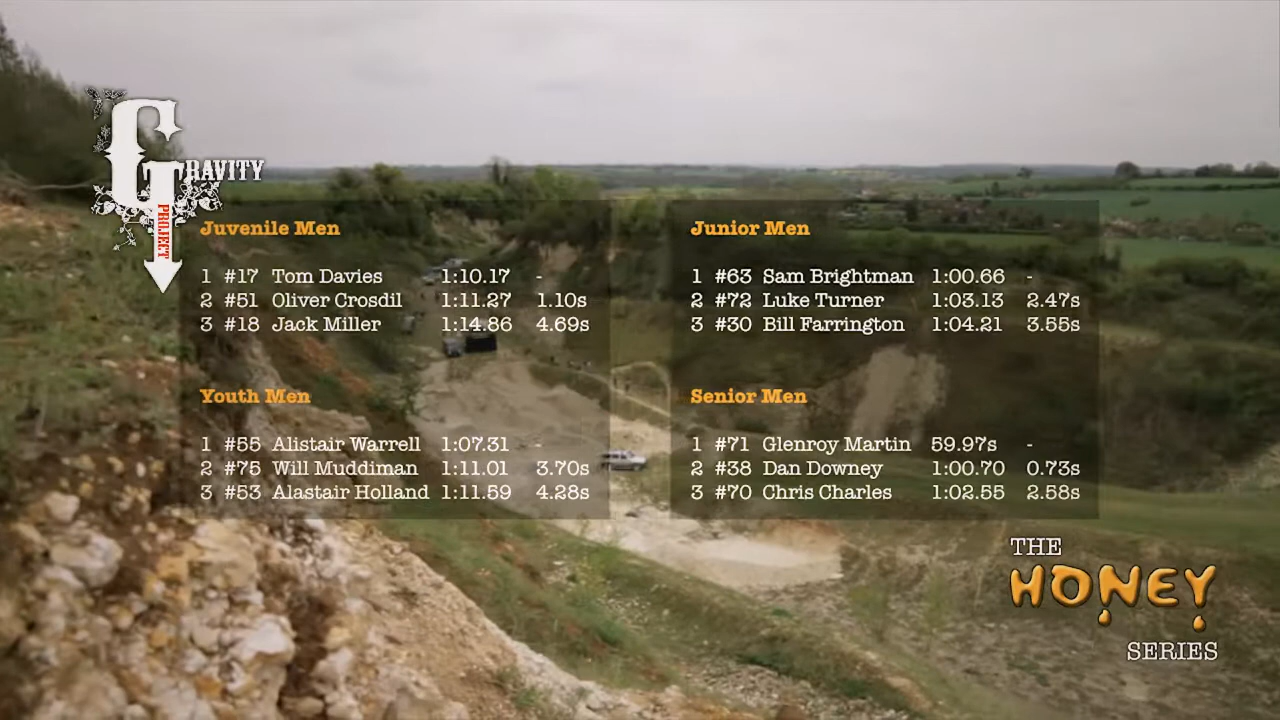 GRAVITY
PROJECT
Juvenile Men
1 #17 Tom Davies 1:10.17 -
2 #51 Oliver Crosdil 1:11.27 1.10s
3 #18 Jack Miller 1:14.86 4.69s
Youth Men
1 #55 Alistair Warrell 1:07.31 -
2 #75 Will Muddiman 1:11.01 3.70s
3 #53 Alastair Holland 1:11.59 4.28s
Junior Men
1 #63 Sam Brightman 1:00.66 -
2 #72 Luke Turner 1:03.13 2.47s
3 #30 Bill Farrington 1:04.21 3.55s
Senior Men
1 #71 Glenroy Martin 59.97s -
2 #38 Dan Downey 1:00.70 0.73s
3 #70 Chris Charles 1:02.55 2.58s
THE
HONEY
SERIES